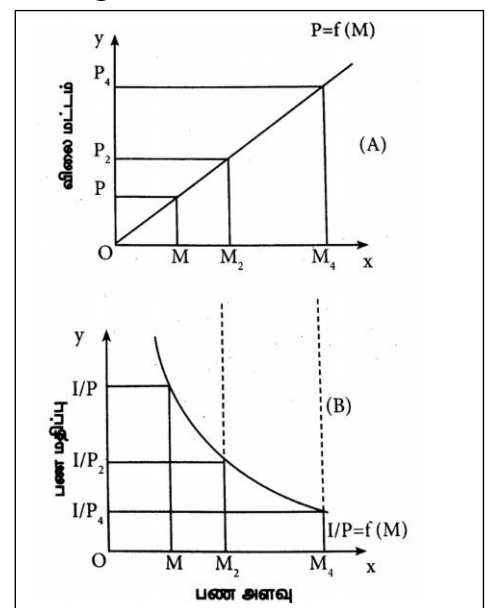 P=f (M)
y
P₄
விலை மட்டம்
(A)
P₂
P
O
M
M₂
M₄
x
y
I/P
(B)
பண மதிப்பு
I/P₂
I/P₄
I/P=f (M)
O
M
M₂
M₄
x
பண அளவு